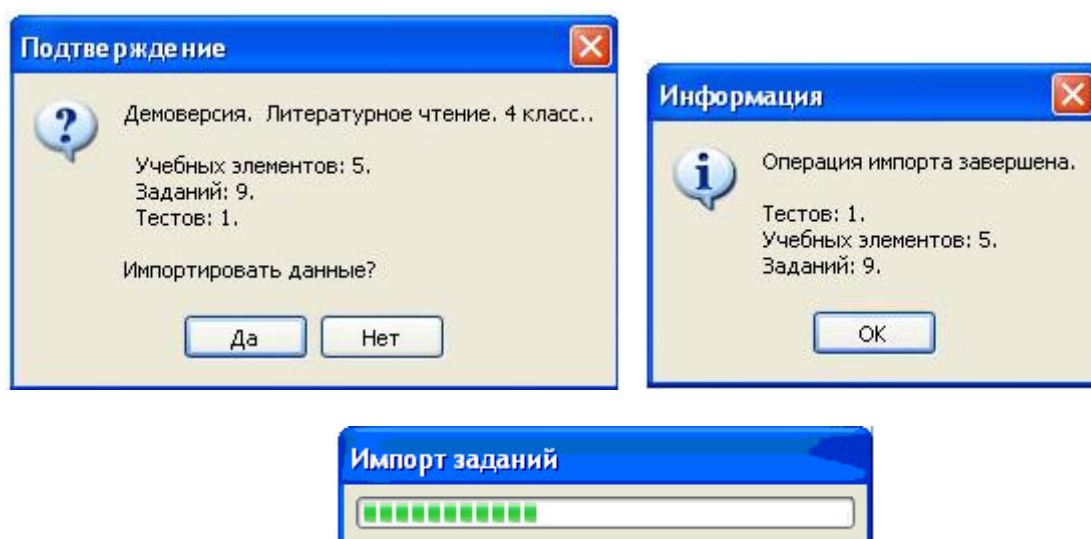 Подтверждение
Демоверсия. Литературное чтение. 4 класс..
Учебных элементов: 5.
Заданий: 9.
Тестов: 1.
Импортировать данные?
Да
Нет
Информация
Операция импорта завершена.
Тестов: 1.
Учебных элементов: 5.
Заданий: 9.
OK
Импорт заданий